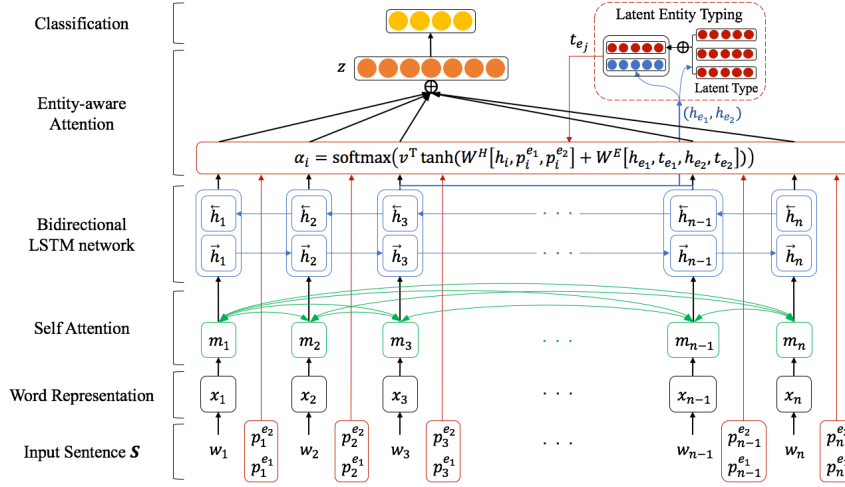 Classification
Latent Entity Typing
t_{e_j}
⊕
Latent Type
z
⊕
Entity-aware
Attention
(h_{e_1}, h_{e_2})
α_i = softmax(v^T tanh(W^H[h_i, p_i^{e_1}, p_i^{e_2}] + W^E[h_{e_1}, t_{e_1}, h_{e_2}, t_{e_2}]))
Bidirectional
LSTM network
←h_1 ←h_2 ←h_3 · · · ←h_{n−1} ←h_n
→h_1 →h_2 →h_3 · · · →h_{n−1} →h_n
Self Attention
m_1 m_2 m_3 · · · m_{n−1} m_n
Word Representation
x_1 x_2 x_3 · · · x_{n−1} x_n
Input Sentence S
w_1 w_2 w_3 · · · w_{n−1} w_n
p_1^{e_2} p_2^{e_2} p_3^{e_2} p_{n−1}^{e_2} p_n^{e_2}
p_1^{e_1} p_2^{e_1} p_3^{e_1} p_{n−1}^{e_1} p_n^{e_1}